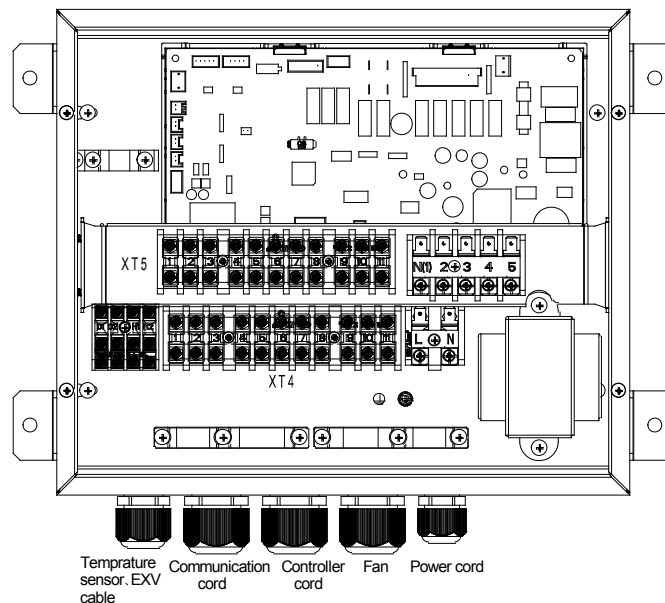 XT5
1 2 3 4 5 6 7 8 9 10 11
N(1) 2 3 4 5
1 2 3 4 5 6 7 8 9 10 11
L N
XT4
Temprature
sensor、EXV
cable
Communication
cord
Controller
cord
Fan
Power cord